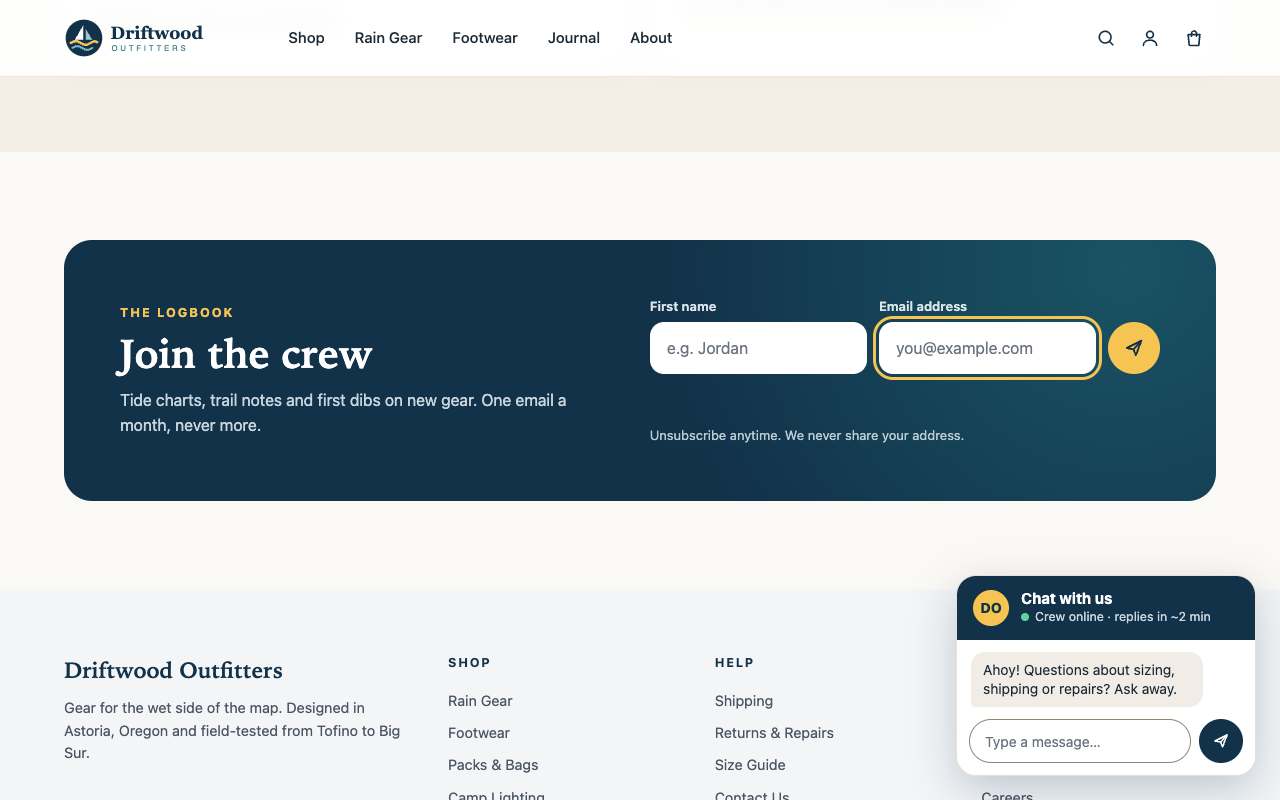 Driftwood
OUTFITTERS
Shop
Rain Gear
Footwear
Journal
About
THE LOGBOOK
Join the crew
Tide charts, trail notes and first dibs on new gear. One email a
month, never more.
First name
Email address
e.g. Jordan
you@example.com
Unsubscribe anytime. We never share your address.
Driftwood Outfitters
Gear for the wet side of the map. Designed in
Astoria, Oregon and field-tested from Tofino to Big
Sur.
SHOP
Rain Gear
Footwear
Packs & Bags
Camp Lighting
HELP
Shipping
Returns & Repairs
Size Guide
Contact Us
Careers
DO
Chat with us
Crew online · replies in ~2 min
Ahoy! Questions about sizing,
shipping or repairs? Ask away.
Type a message...